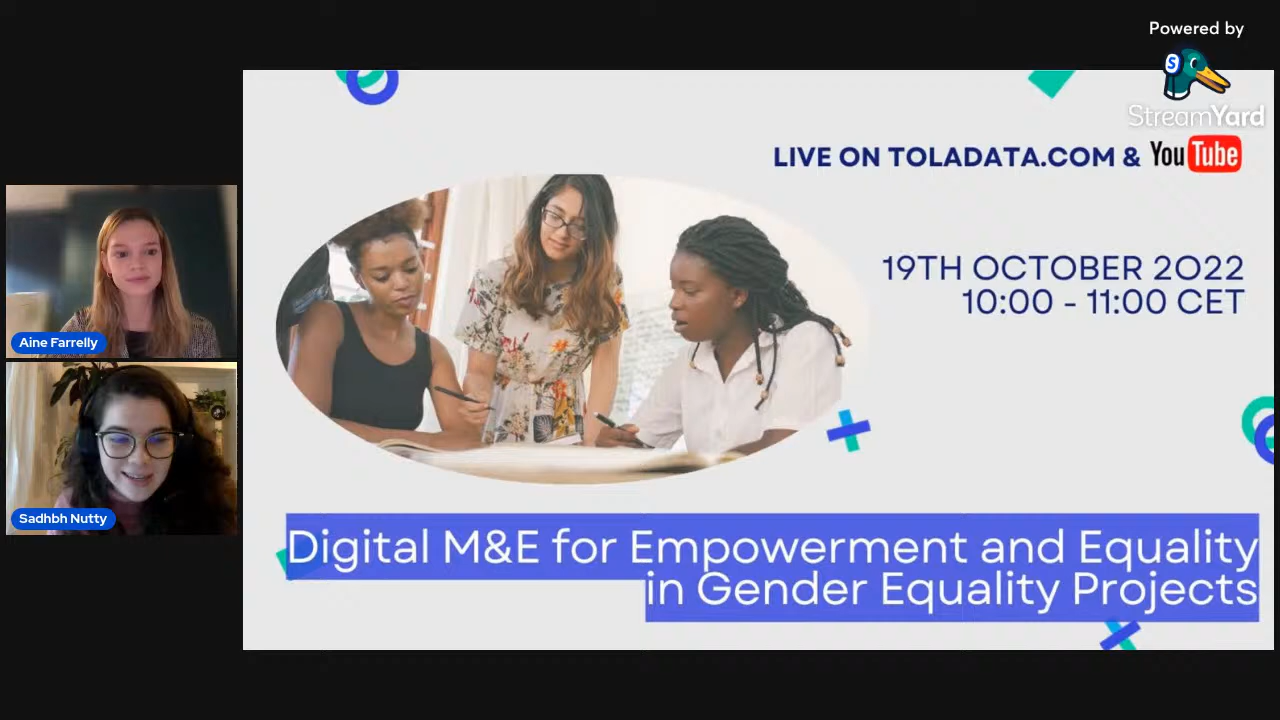 Powered by
S
StreamYard
LIVE ON TOLADATA.COM & YouTube
19TH OCTOBER 2022
10:00 - 11:00 CET
Aine Farrelly
Sadhbh Nutty
Digital M&E for Empowerment and Equality
in Gender Equality Projects